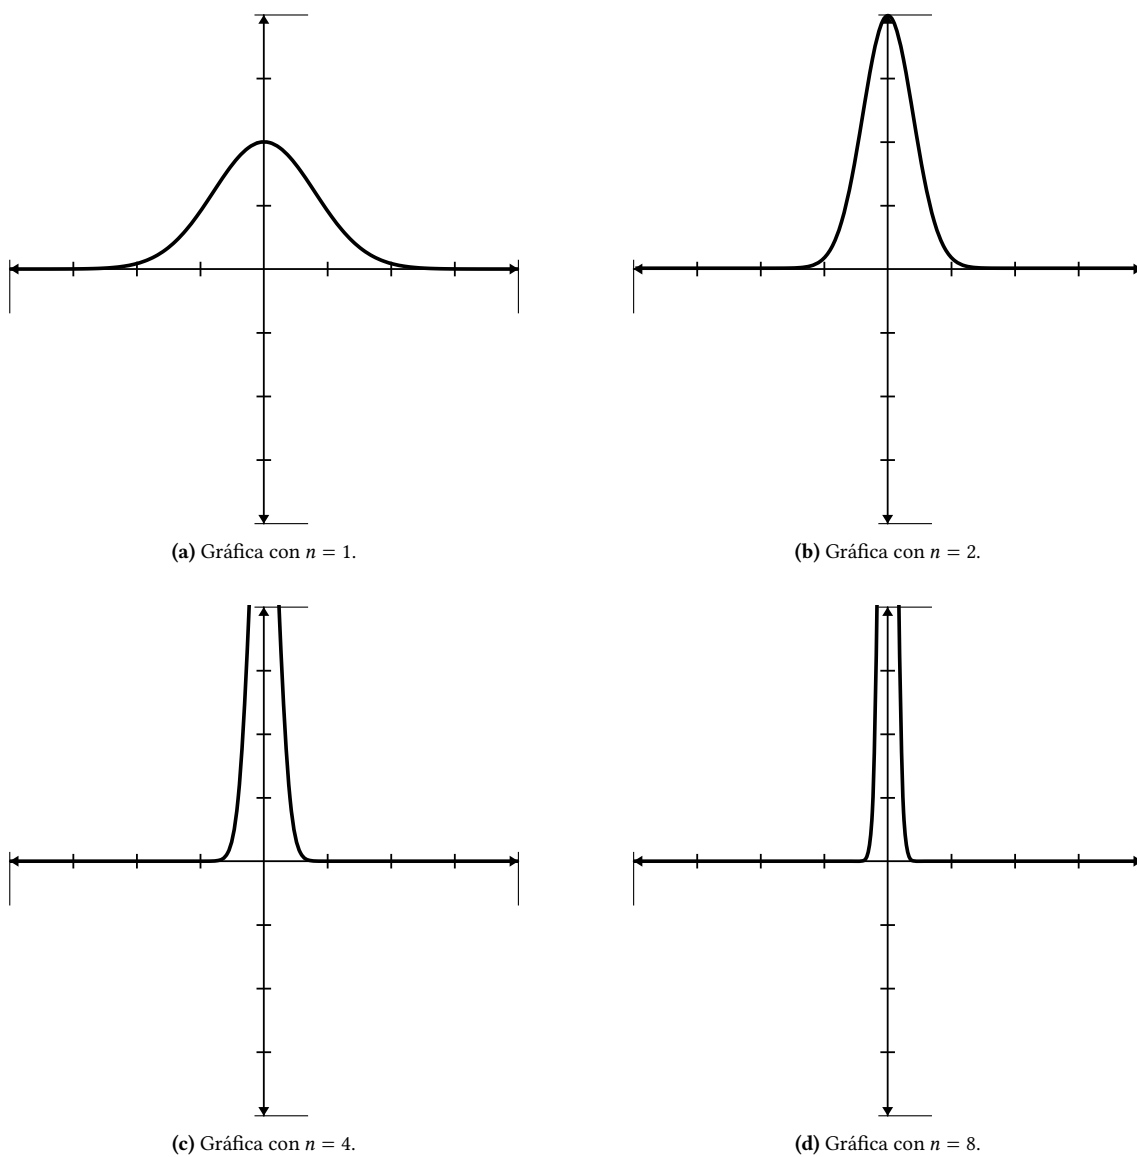 (a) Gráfica con n = 1.
(b) Gráfica con n = 2.
(c) Gráfica con n = 4.
(d) Gráfica con n = 8.